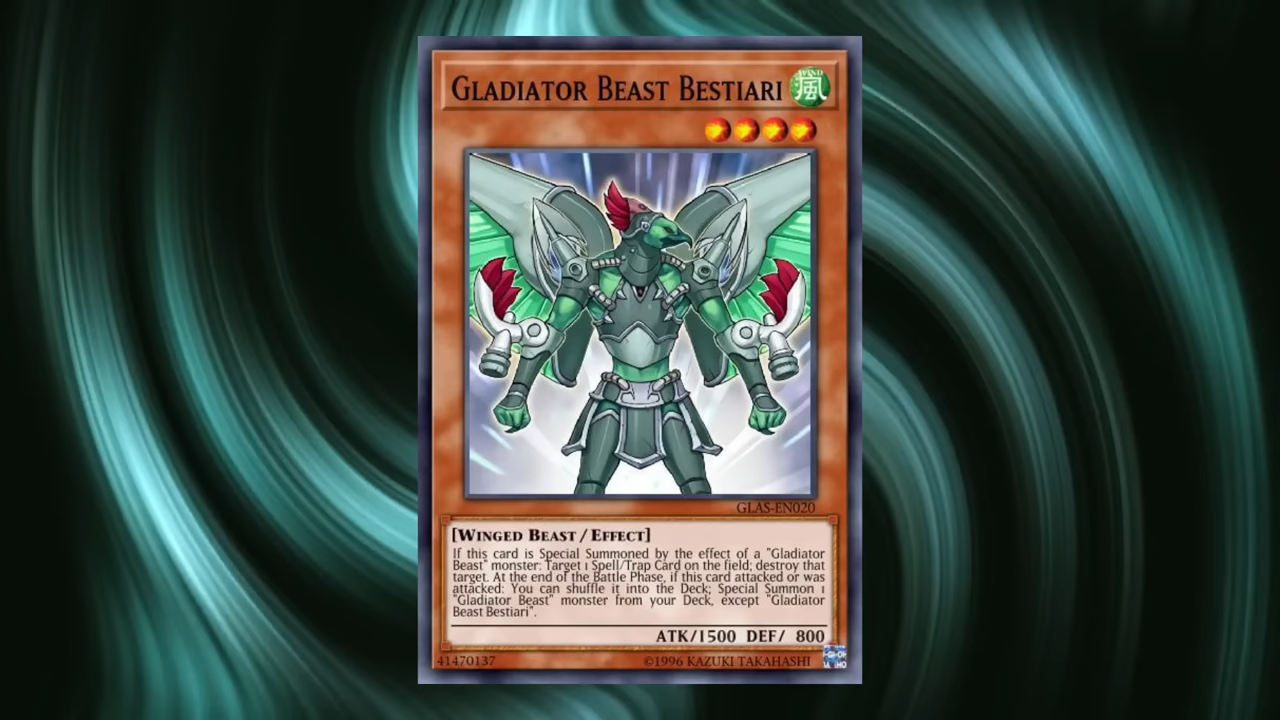 GLADIATOR BEAST BESTIARI
WIND
風
GLAS-EN020
[WINGED BEAST / EFFECT]
If this card is Special Summoned by the effect of a "Gladiator
Beast" monster: Target 1 Spell/Trap Card on the field; destroy that
target. At the end of the Battle Phase, if this card attacked or was
attacked: You can shuffle it into the Deck; Special Summon 1
"Gladiator Beast" monster from your Deck, except "Gladiator
Beast Bestiari".
ATK/1500 DEF/ 800
41470137
©1996 KAZUKI TAKAHASHI